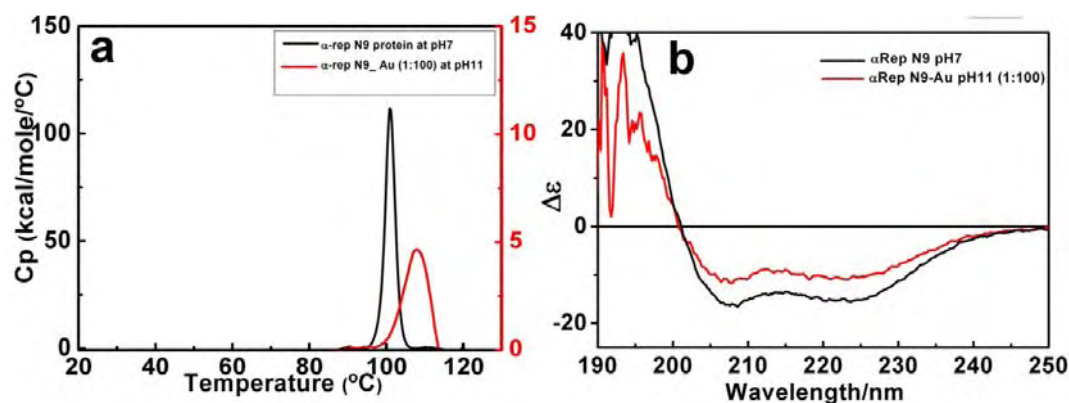 a
α-rep N9 protein at pH7
α-rep N9_ Au (1:100) at pH11
Cp (kcal/mole/ºC)
150
100
50
0
15
10
5
0
20 40 60 80 100 120
Temperature (ºC)
b
αRep N9 pH7
αRep N9-Au pH11 (1:100)
Δε
40
20
0
-20
190 200 210 220 230 240 250
Wavelength/nm